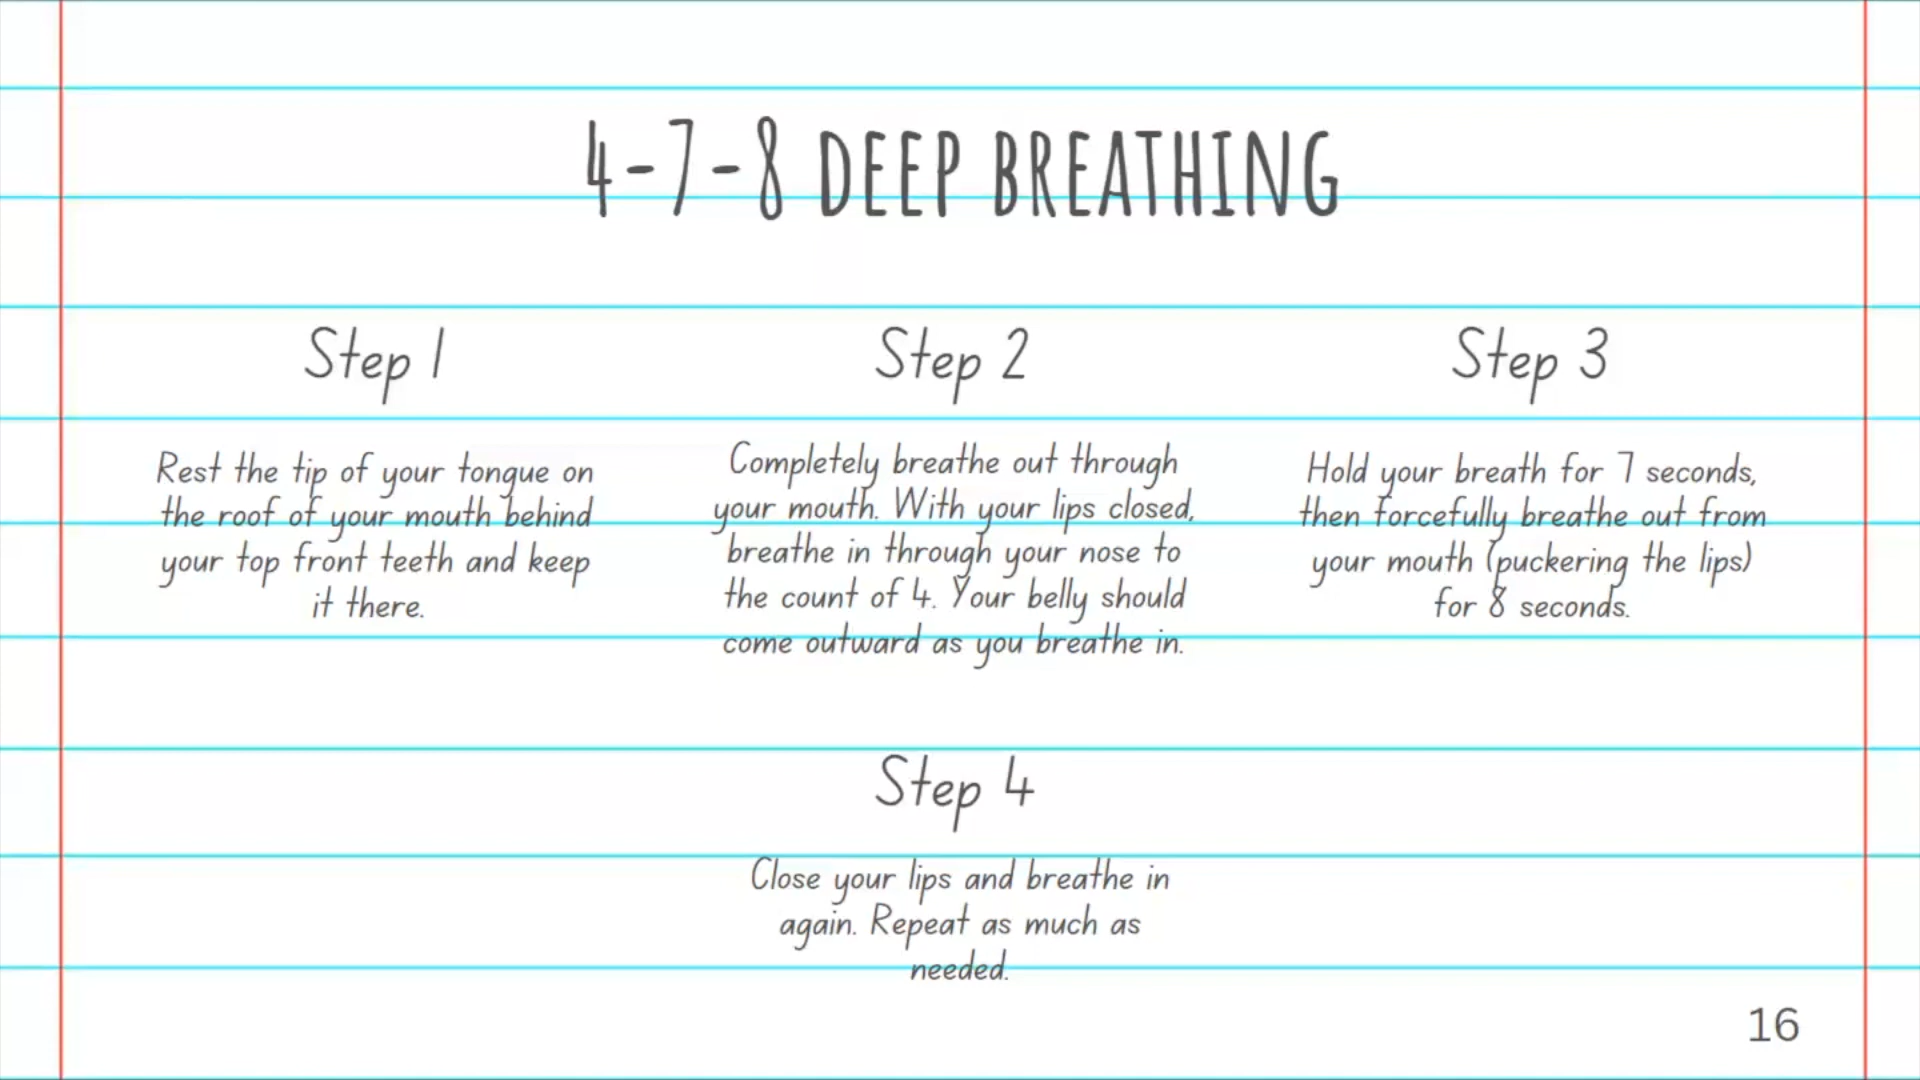 4-7-8 DEEP BREATHING
Step 1
Rest the tip of your tongue on
the roof of your mouth behind
your top front teeth and keep
it there.
Step 2
Completely breathe out through
your mouth. With your lips closed,
breathe in through your nose to
the count of 4. Your belly should
come outward as you breathe in.
Step 3
Hold your breath for 7 seconds,
then forcefully breathe out from
your mouth (puckering the lips)
for 8 seconds.
Step 4
Close your lips and breathe in
again. Repeat as much as
needed.
16